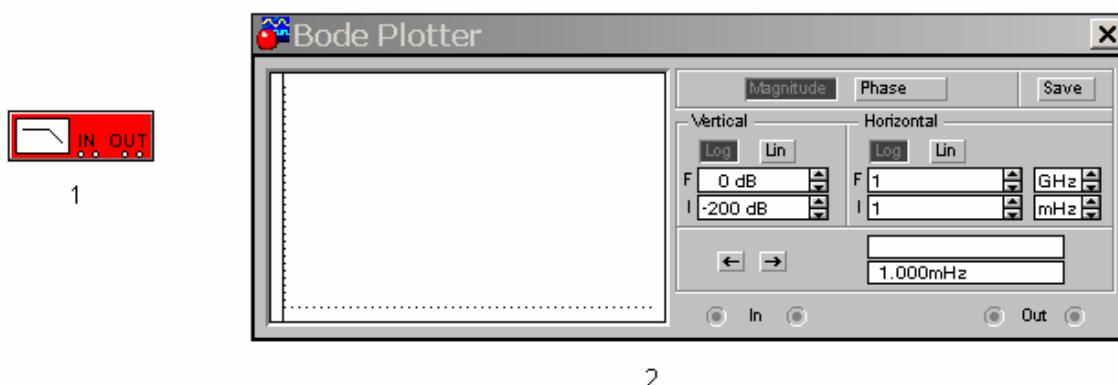 Bode Plotter
Magnitude Phase Save
Vertical Horizontal
Log Lin Log Lin
F 0 dB F 1 GHz
I -200 dB I 1 mHz
← →
1.000mHz
In Out
IN OUT
1
2